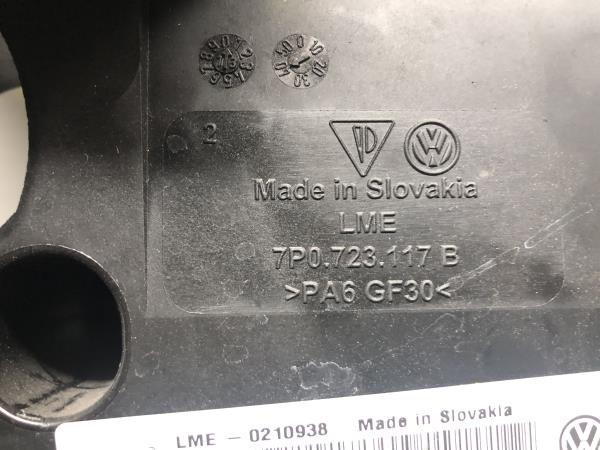 2
Made in Slovakia
LME
7P0.723.117 B
>PA6 GF30<
LME - 0210938 Made in Slovakia